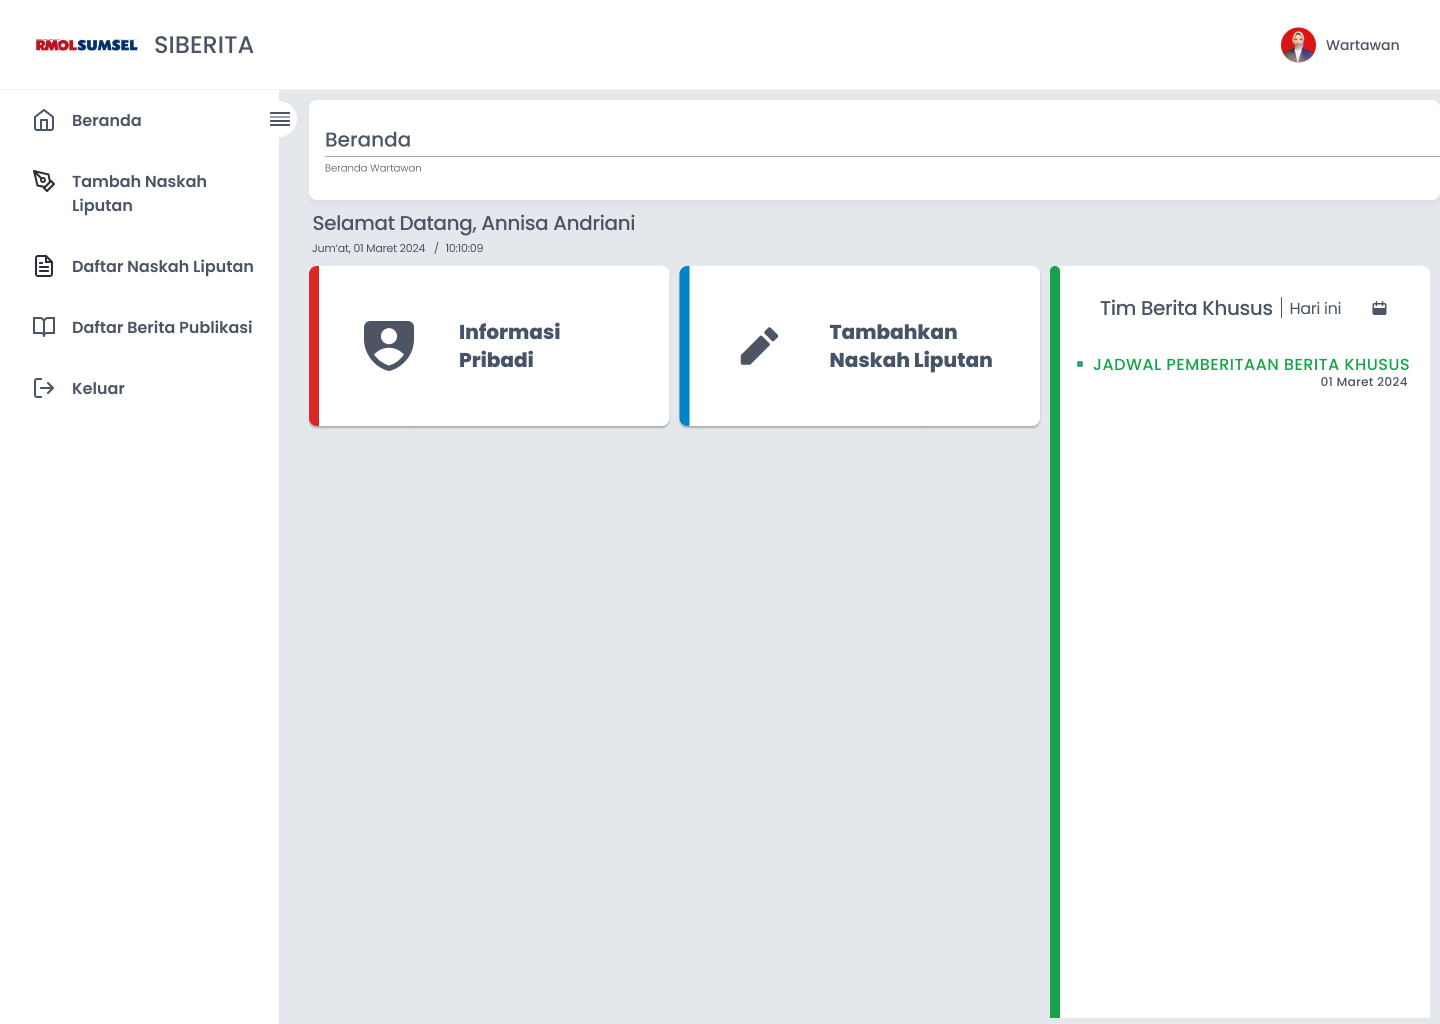 RMOLSUMSEL
SIBERITA
Wartawan
Beranda
Tambah Naskah
Liputan
Daftar Naskah Liputan
Daftar Berita Publikasi
Keluar
Beranda
Beranda Wartawan
Selamat Datang, Annisa Andriani
Jum'at, 01 Maret 2024 / 10:10:09
Informasi
Pribadi
Tambahkan
Naskah Liputan
Tim Berita Khusus | Hari ini
• JADWAL PEMBERITAAN BERITA KHUSUS
01 Maret 2024